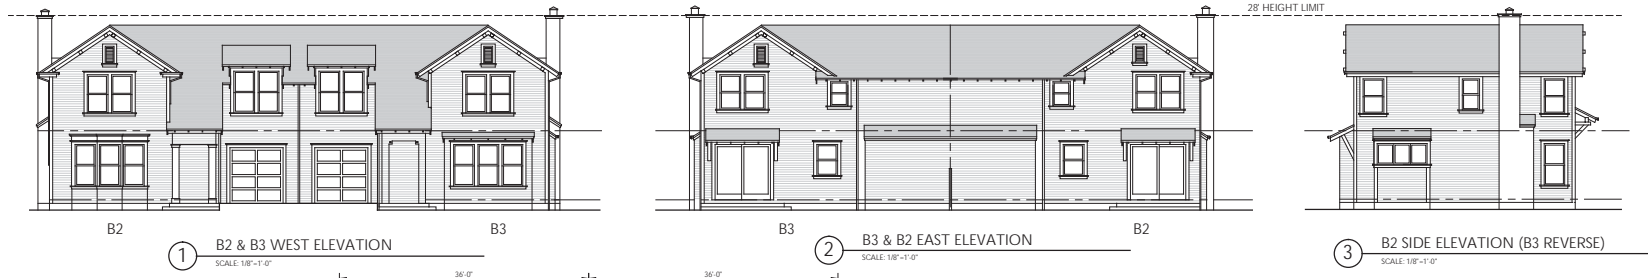 28' HEIGHT LIMIT
B2
B3
B3
B2
1
B2 & B3 WEST ELEVATION
SCALE: 1/8"=1'-0"
2
B3 & B2 EAST ELEVATION
SCALE: 1/8"=1'-0"
3
B2 SIDE ELEVATION (B3 REVERSE)
SCALE: 1/8"=1'-0"
36'-0"
36'-0"